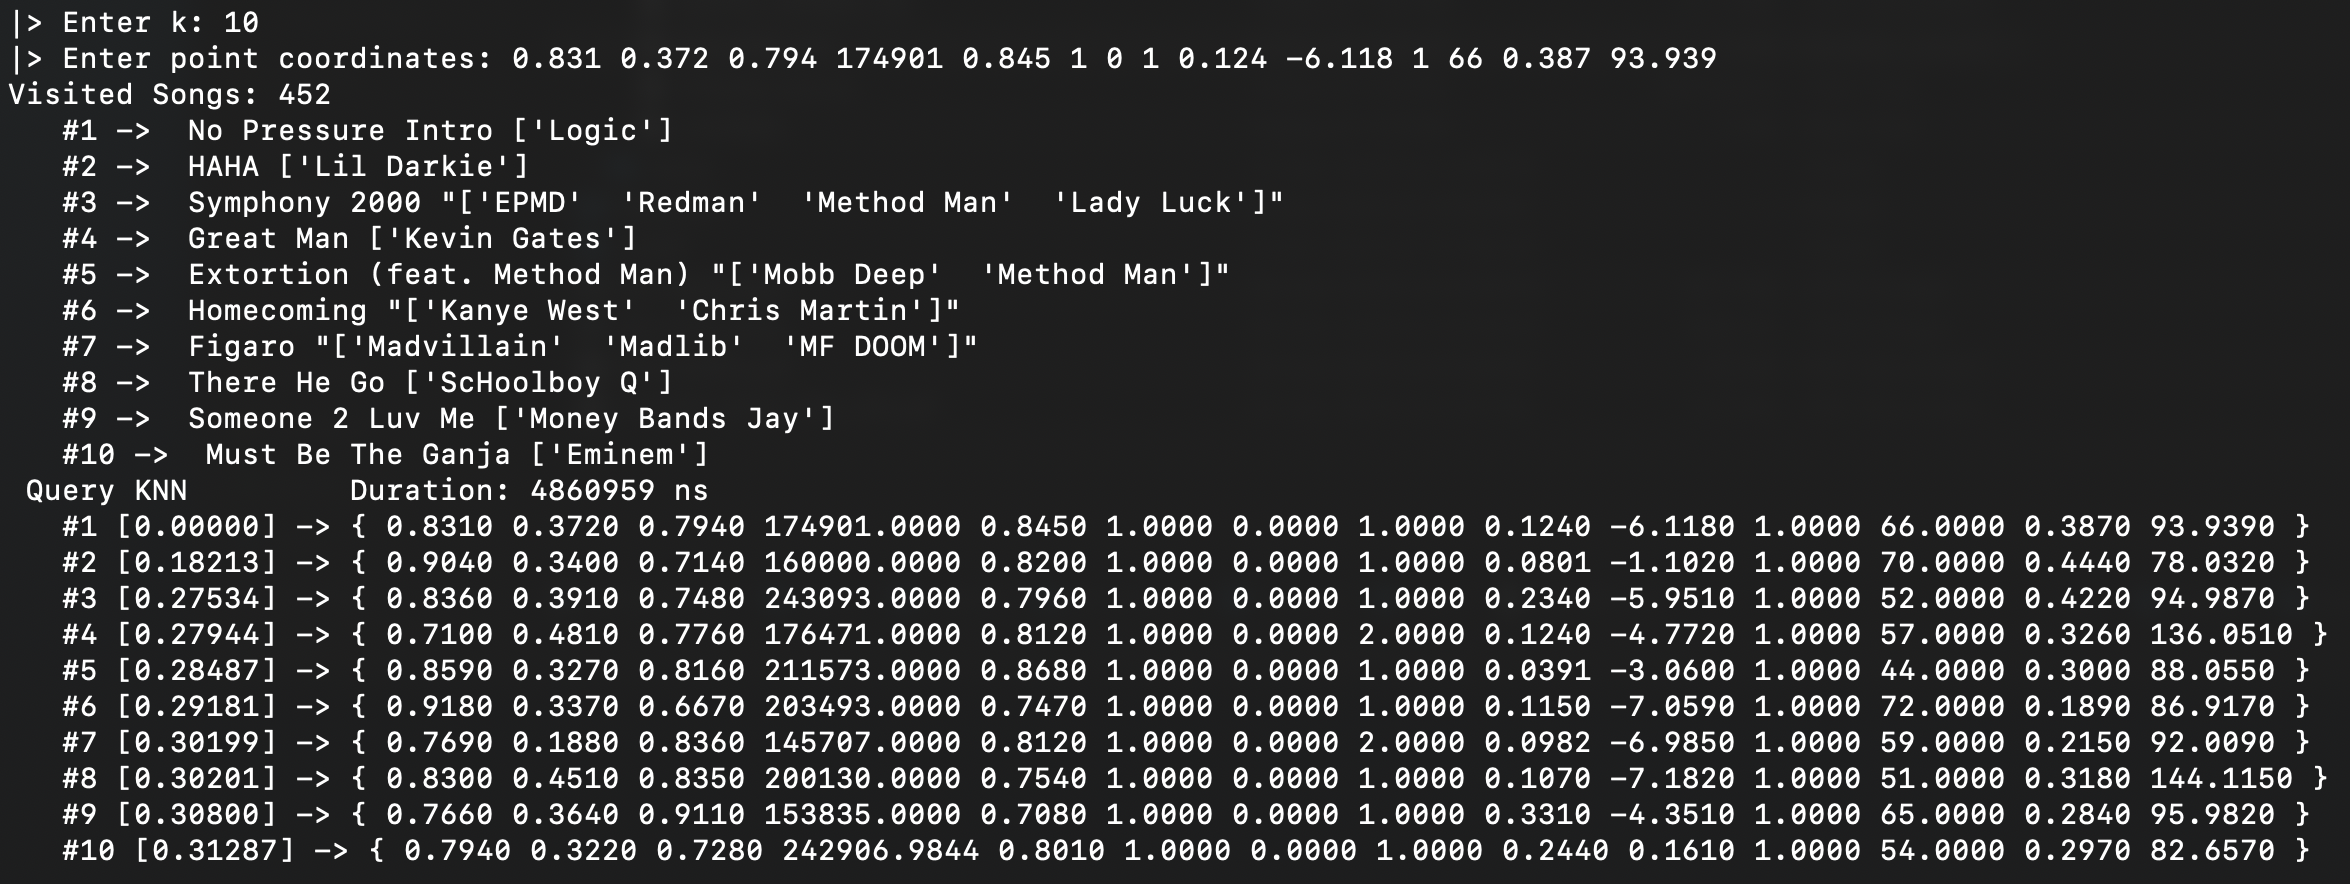 |> Enter k: 10
|> Enter point coordinates: 0.831 0.372 0.794 174901 0.845 1 0 1 0.124 -6.118 1 66 0.387 93.939
Visited Songs: 452
   #1 ->  No Pressure Intro ['Logic']
   #2 ->  HAHA ['Lil Darkie']
   #3 ->  Symphony 2000 "['EPMD'  'Redman'  'Method Man'  'Lady Luck']"
   #4 ->  Great Man ['Kevin Gates']
   #5 ->  Extortion (feat. Method Man) "['Mobb Deep'  'Method Man']"
   #6 ->  Homecoming "['Kanye West'  'Chris Martin']"
   #7 ->  Figaro "['Madvillain'  'Madlib'  'MF DOOM']"
   #8 ->  There He Go ['ScHoolboy Q']
   #9 ->  Someone 2 Luv Me ['Money Bands Jay']
   #10 ->  Must Be The Ganja ['Eminem']
 Query KNN         Duration: 4860959 ns
   #1 [0.00000] -> { 0.8310 0.3720 0.7940 174901.0000 0.8450 1.0000 0.0000 1.0000 0.1240 -6.1180 1.0000 66.0000 0.3870 93.9390 }
   #2 [0.18213] -> { 0.9040 0.3400 0.7140 160000.0000 0.8200 1.0000 0.0000 1.0000 0.0801 -1.1020 1.0000 70.0000 0.4440 78.0320 }
   #3 [0.27534] -> { 0.8360 0.3910 0.7480 243093.0000 0.7960 1.0000 0.0000 1.0000 0.2340 -5.9510 1.0000 52.0000 0.4220 94.9870 }
   #4 [0.27944] -> { 0.7100 0.4810 0.7760 176471.0000 0.8120 1.0000 0.0000 2.0000 0.1240 -4.7720 1.0000 57.0000 0.3260 136.0510 }
   #5 [0.28487] -> { 0.8590 0.3270 0.8160 211573.0000 0.8680 1.0000 0.0000 1.0000 0.0391 -3.0600 1.0000 44.0000 0.3000 88.0550 }
   #6 [0.29181] -> { 0.9180 0.3370 0.6670 203493.0000 0.7470 1.0000 0.0000 1.0000 0.1150 -7.0590 1.0000 72.0000 0.1890 86.9170 }
   #7 [0.30199] -> { 0.7690 0.1880 0.8360 145707.0000 0.8120 1.0000 0.0000 2.0000 0.0982 -6.9850 1.0000 59.0000 0.2150 92.0090 }
   #8 [0.30201] -> { 0.8300 0.4510 0.8350 200130.0000 0.7540 1.0000 0.0000 1.0000 0.1070 -7.1820 1.0000 51.0000 0.3180 144.1150 }
   #9 [0.30800] -> { 0.7660 0.3640 0.9110 153835.0000 0.7080 1.0000 0.0000 1.0000 0.3310 -4.3510 1.0000 65.0000 0.2840 95.9820 }
   #10 [0.31287] -> { 0.7940 0.3220 0.7280 242906.9844 0.8010 1.0000 0.0000 1.0000 0.2440 0.1610 1.0000 54.0000 0.2970 82.6570 }